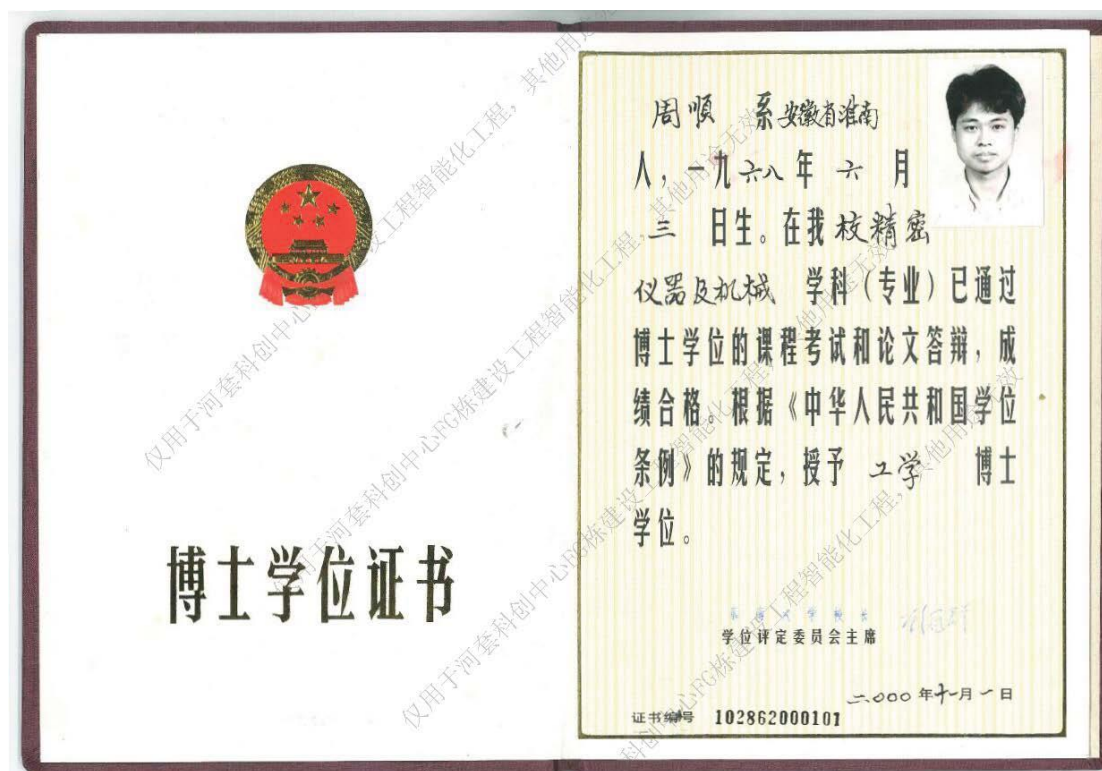 博士学位证书
周顺 系安徽省淮南
人，一九六八年 六 月
三 日生。在我校精密
仪器及机械 学科（专业）已通过
博士学位的课程考试和论文答辩，成
绩合格。根据《中华人民共和国学位
条例》的规定，授予 工学 博士
学位。
学位评定委员会主席
二000年十一月一日
证书编号 102862000101
仅用于河套科创中心FG栋建设工程智能化工程，其他用途无效